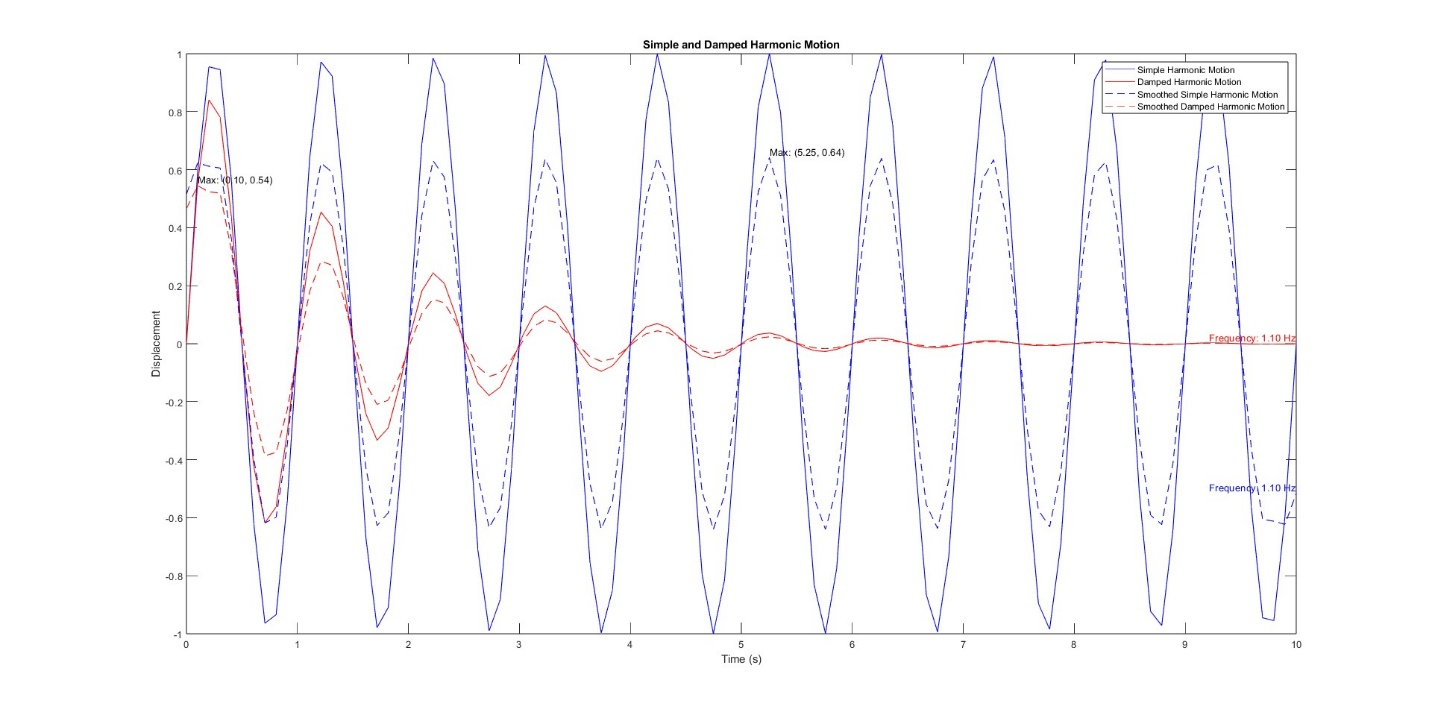 Simple and Damped Harmonic Motion
1
Simple Harmonic Motion
Damped Harmonic Motion
Smoothed Simple Harmonic Motion
Smoothed Damped Harmonic Motion
0.8
Max: (5.25, 0.64)
0.6
Max: (0.10, 0.54)
0.4
0.2
Displacement
0
Frequency: 1.10 Hz
-0.2
-0.4
Frequency: 1.10 Hz
-0.6
-0.8
-1
0 1 2 3 4 5 6 7 8 9 10
Time (s)